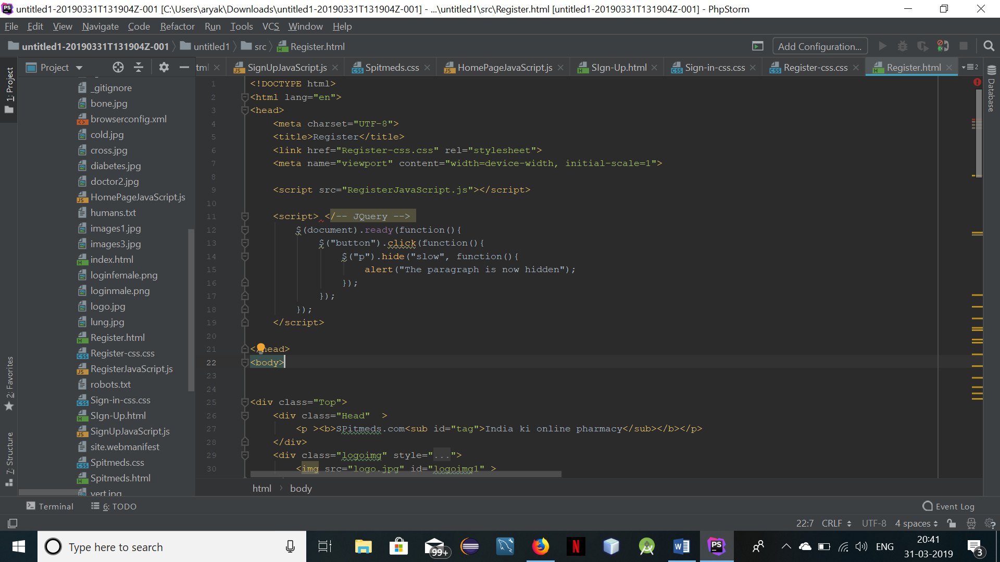 untitled1-20190331T131904Z-001 [C:\Users\aryak\Downloads\untitled1-20190331T131904Z-001] - ...\untitled1\src\Register.html [untitled1-20190331T131904Z-001] - PhpStorm
File Edit View Navigate Code Refactor Run Tools VCS Window Help
untitled1-20190331T131904Z-001 untitled1 src Register.html Add Configuration...
Project tml SignUpJavaScript.js Spitmeds.css HomePageJavaScript.js SIgn-Up.html Sign-in-css.css Register-css.css Register.html 2
1: Project
2: Favorites
7: Structure
Database
_gitignore
bone.jpg
browserconfig.xml
cold.jpg
cross.jpg
diabetes.jpg
doctor2.jpg
HomePageJavaScript.js
humans.txt
images1.jpg
images3.jpg
index.html
loginfemale.png
loginmale.png
logo.jpg
lung.jpg
Register.html
Register-css.css
RegisterJavaScript.js
robots.txt
Sign-in-css.css
SIgn-Up.html
SignUpJavaScript.js
site.webmanifest
Spitmeds.css
Spitmeds.html
vert.jpg
1 <!DOCTYPE html>
2 <html lang="en">
3 <head>
4 <meta charset="UTF-8">
5 <title>Register</title>
6 <link href="Register-css.css" rel="stylesheet">
7 <meta name="viewport" content="width=device-width, initial-scale=1">
8
9 <script src="RegisterJavaScript.js"></script>
10
11 <script> </-- JQuery -->
12 $(document).ready(function(){
13 $("button").click(function(){
14 $("p").hide("slow", function(){
15 alert("The paragraph is now hidden");
16 });
17 });
18 });
19 </script>
20
21 </head>
22 <body>
23
24
25 <div class="Top">
26 <div class="Head" >
27 <p ><b>SPitmeds.com<sub id="tag">India ki online pharmacy</sub></b></p>
28 </div>
29 <div class="logoimg" style="...">
30 <img src="logo.jpg" id="logoimg1" >
html body
Terminal 6: TODO Event Log
22:7 CRLF UTF-8 4 spaces
Type here to search 99+ N PS ENG 20:41
31-03-2019 3